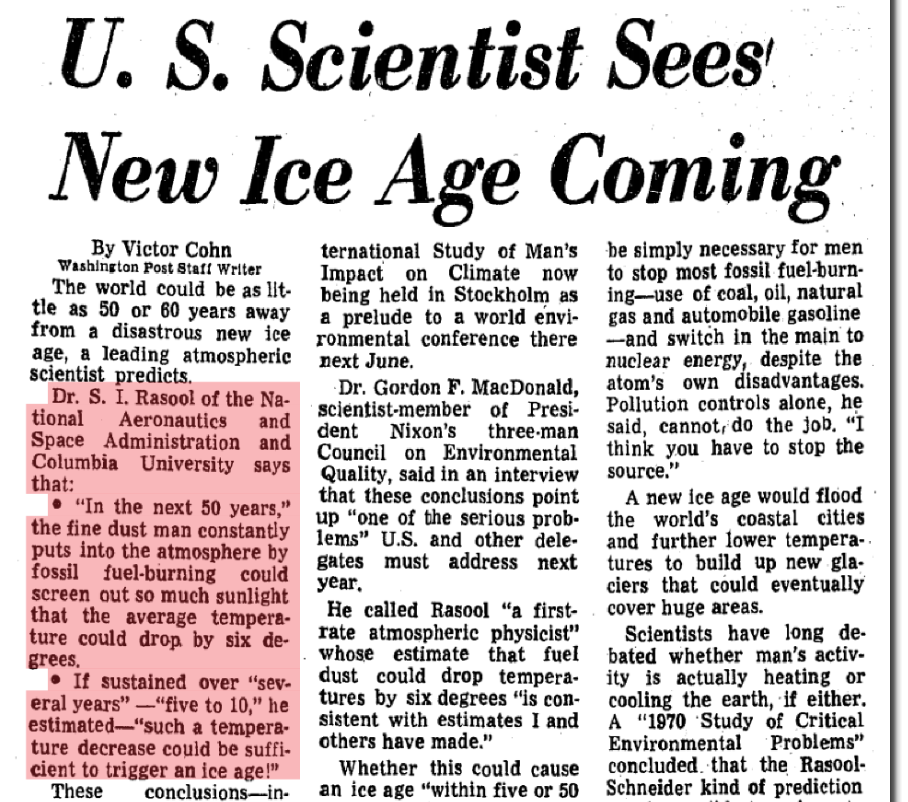 U. S. Scientist Sees
New Ice Age Coming
By Victor Cohn
Washington Post Staff Writer
The world could be as lit-
tle as 50 or 60 years away
from a disastrous new ice
age, a leading atmospheric
scientist predicts.
Dr. S. I. Rasool of the Na-
tional Aeronautics and
Space Administration and
Columbia University says
that:
• "In the next 50 years,"
the fine dust man constantly
puts into the atmosphere by
fossil fuel-burning could
screen out so much sunlight
that the average tempera-
ture could drop by six de-
grees.
• If sustained over "sev-
eral years" —"five to 10," he
estimated—"such a tempera-
ture decrease could be suffi-
cient to trigger an ice age!"
These conclusions—in-
ternational Study of Man's
Impact on Climate now
being held in Stockholm as
a prelude to a world envi-
ronmental conference there
next June.
Dr. Gordon F. MacDonald,
scientist-member of Presi-
dent Nixon's three-man
Council on Environmental
Quality, said in an interview
that these conclusions point
up "one of the serious prob-
lems" U.S. and other dele-
gates must address next
year.
He called Rasool "a first-
rate atmospheric physicist"
whose estimate that fuel
dust could drop tempera-
tures by six degrees "is con-
sistent with estimates I and
others have made."
Whether this could cause
an ice age "within five or 50
be simply necessary for men
to stop most fossil fuel-burn-
ing—use of coal, oil, natural
gas and automobile gasoline
—and switch in the main to
nuclear energy, despite the
atom's own disadvantages.
Pollution controls alone, he
said, cannot do the job. "I
think you have to stop the
source."
A new ice age would flood
the world's coastal cities
and further lower tempera-
tures to build up new gla-
ciers that could eventually
cover huge areas.
Scientists have long de-
bated whether man's activ-
ity is actually heating or
cooling the earth, if either.
A "1970 Study of Critical
Environmental Problems"
concluded that the Rasool-
Schneider kind of prediction